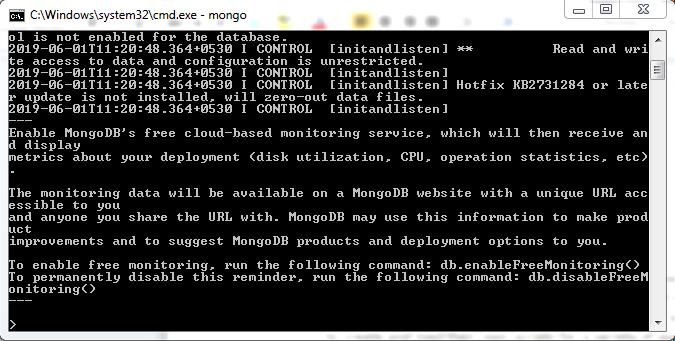 C:\Windows\system32\cmd.exe - mongo
ol is not enabled for the database.
2019-06-01T11:20:48.364+0530 I CONTROL  [initandlisten] **          Read and wri
te access to data and configuration is unrestricted.
2019-06-01T11:20:48.364+0530 I CONTROL  [initandlisten]
2019-06-01T11:20:48.364+0530 I CONTROL  [initandlisten] Hotfix KB2731284 or late
r update is not installed, will zero-out data files.
2019-06-01T11:20:48.364+0530 I CONTROL  [initandlisten]
---
Enable MongoDB's free cloud-based monitoring service, which will then receive an
d display
metrics about your deployment (disk utilization, CPU, operation statistics, etc)
.
The monitoring data will be available on a MongoDB website with a unique URL acc
essible to you
and anyone you share the URL with. MongoDB may use this information to make prod
uct
improvements and to suggest MongoDB products and deployment options to you.
To enable free monitoring, run the following command: db.enableFreeMonitoring()
To permanently disable this reminder, run the following command: db.disableFreeM
onitoring()
---
>